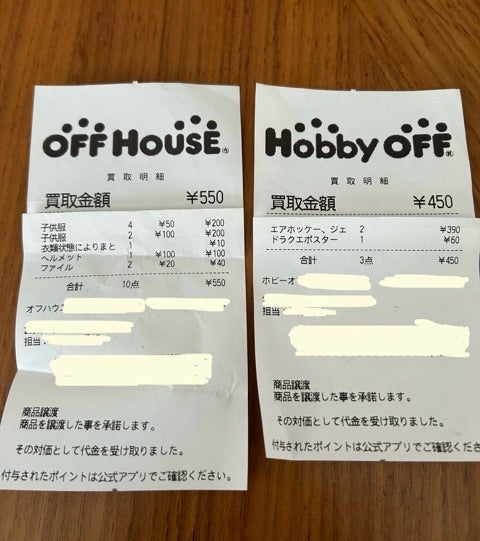 OFF HOUSE
買取明細
買取金額 ¥550
子供服 4 ¥50 ¥200
子供服 2 ¥100 ¥200
衣類状態によりまと 1 ¥10
ヘルメット 1 ¥100 ¥100
ファイル 2 ¥20 ¥40
合計 10点 ¥550
オフハウス
担当:
商品譲渡
商品を譲渡した事を承諾します。
その対価として代金を受け取りました。
付与されたポイントは公式アプリでご確認ください。
Hobby OFF
買取明細
買取金額 ¥450
エアホッケー、ジェ 2 ¥390
ドラクエポスター 1 ¥60
合計 3点 ¥450
ホビーオ
担当:
商品譲渡
商品を譲渡した事を承諾します。
その対価として代金を受け取りました。
付与されたポイントは公式アプリでご確認くださ